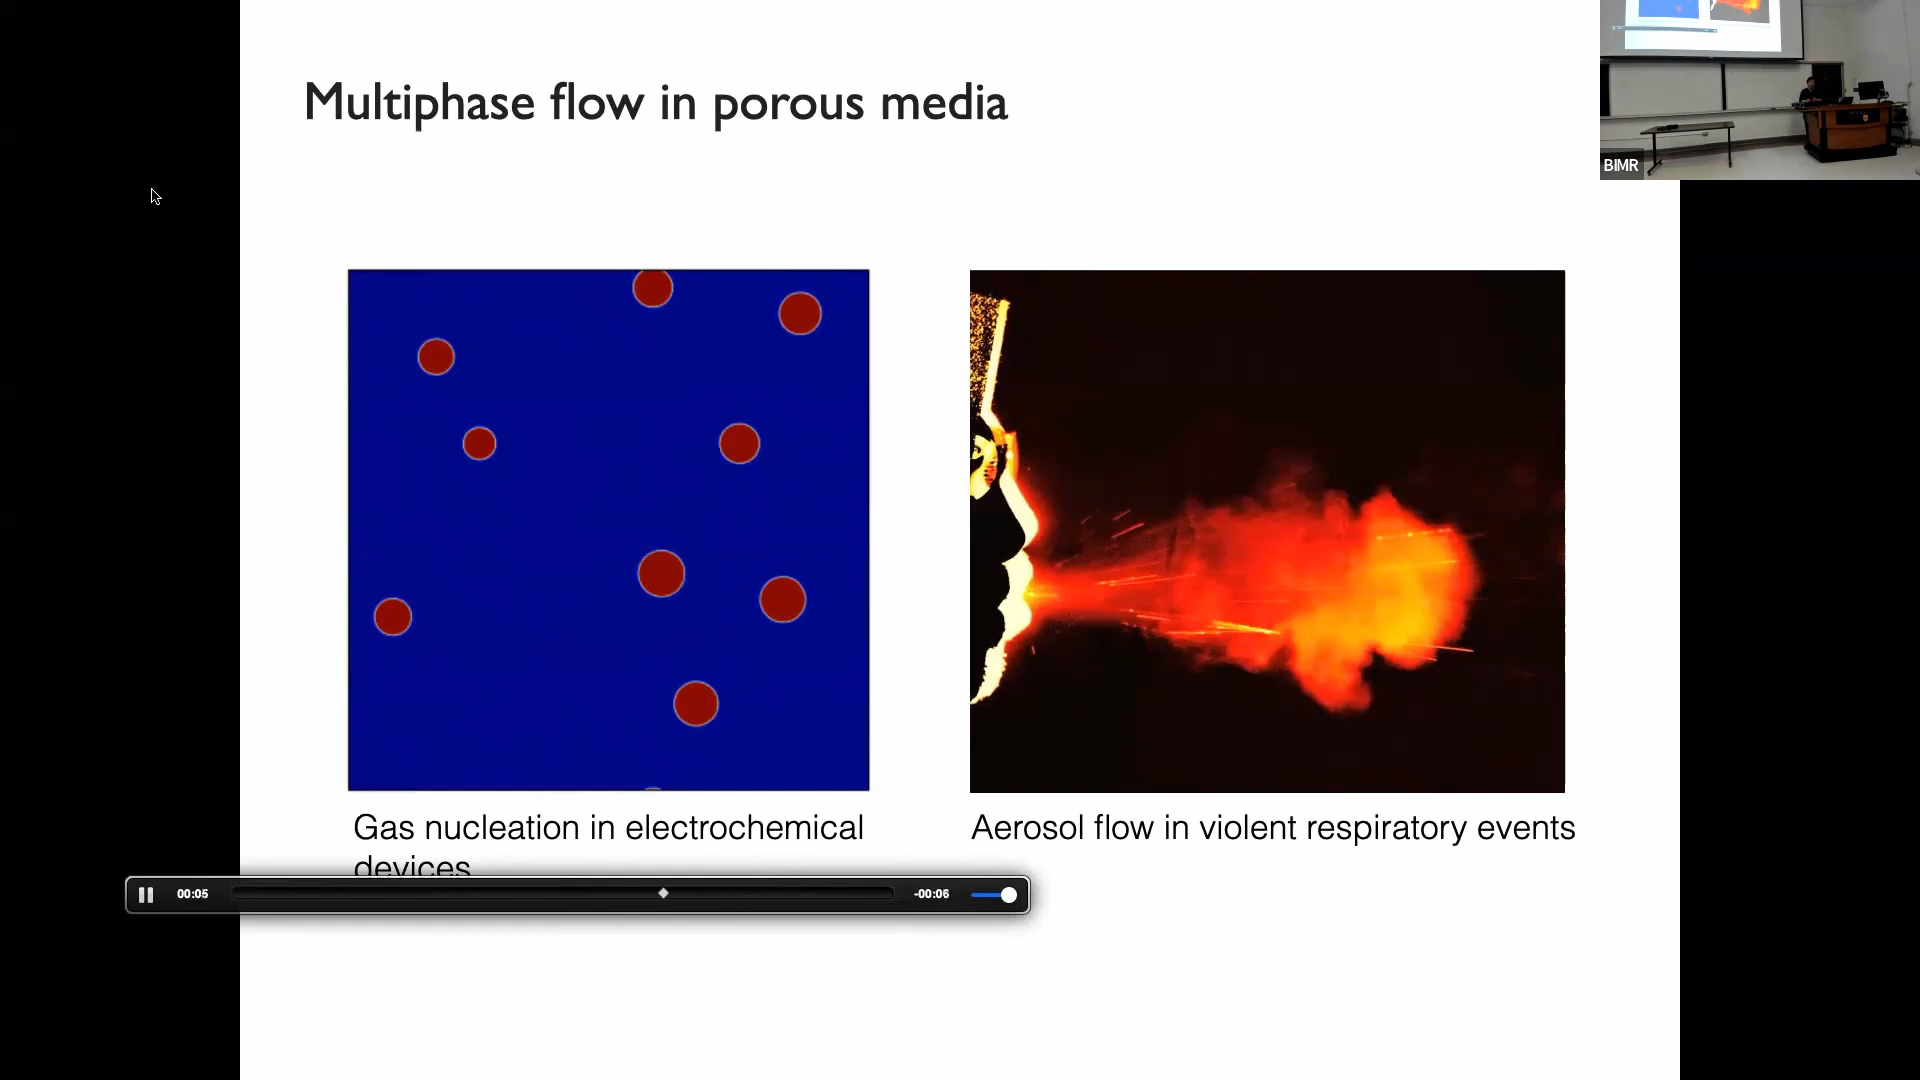 Multiphase flow in porous media
BIMR
Gas nucleation in electrochemical
devices
Aerosol flow in violent respiratory events
00:05
-00:06